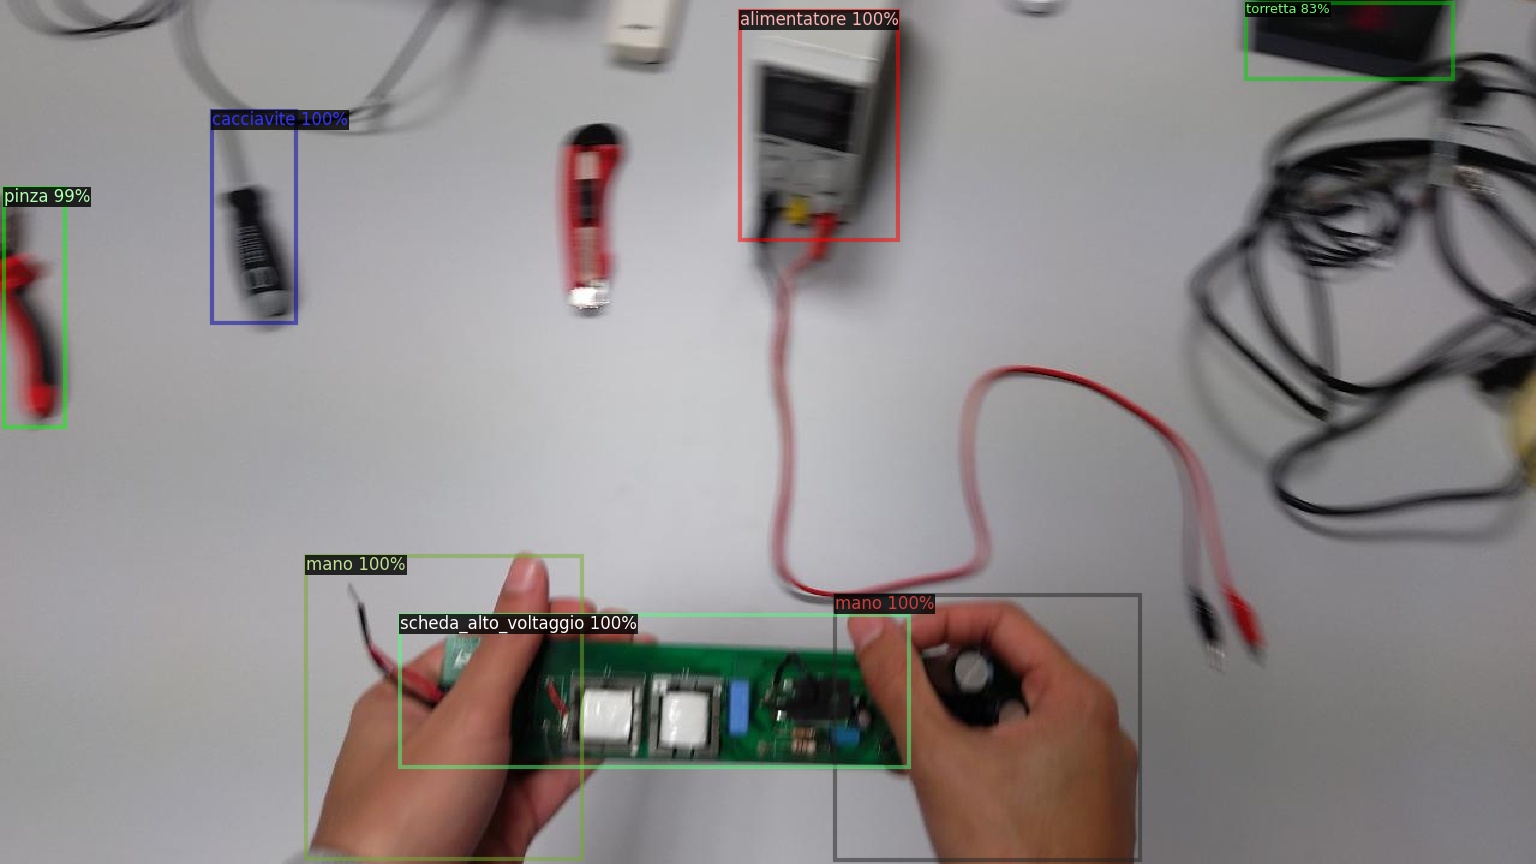 alimentatore 100%
torretta 83%
cacciavite 100%
pinza 99%
mano 100%
mano 100%
scheda_alto_voltaggio 100%